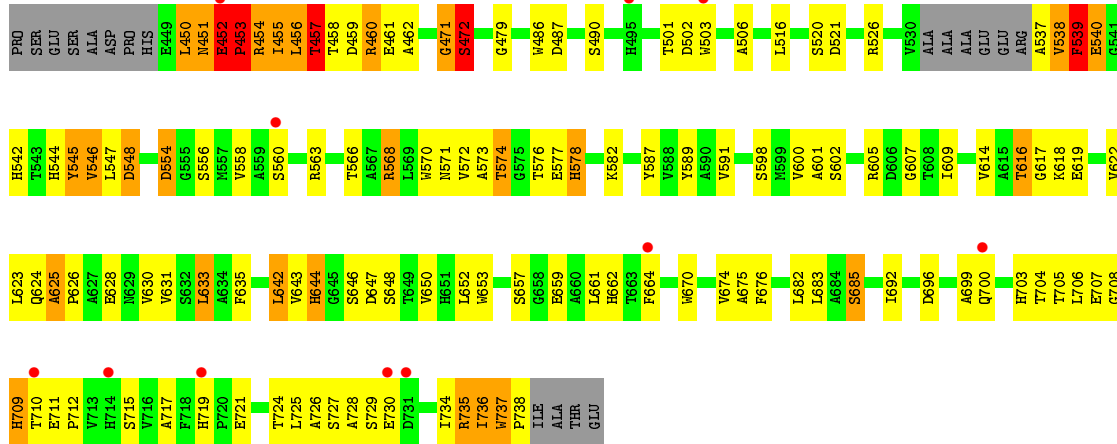 PRO SER GLU SER ALA ASP PRO HIS E449 L450 N451 E452 P453 R454 I455 L456 T457 T458 D459 R460 E461 A462 G471 S472 G479 W486 D487 S490 H495 T501 D502 W503 A506 L516 S520 D521 R526 V530 ALA ALA ALA GLU GLU ARG A537 V538 F539 E540 G541
H542 T543 H544 Y545 V546 L547 D548 D554 G555 S556 M557 V558 A559 S560 R563 T566 A567 R568 L569 W570 N571 V572 A573 T574 G575 T576 E577 H578 K582 Y587 V588 Y589 A590 V591 S598 M599 V600 A601 S602 R605 D606 G607 T608 I609 V614 A615 T616 G617 K618 E619 V622
L623 Q624 A625 P626 A627 E628 N629 V630 V631 S632 L633 A634 F635 L642 V643 H644 G645 S646 D647 S648 T649 V650 H651 L652 W653 S657 G658 E659 A660 L661 H662 T663 F664 W670 V674 A675 F676 L682 L683 A684 S685 I692 D696 A699 Q700 H703 T704 T705 L706 E707 G708
H709 T710 E711 P712 V713 H714 S715 V716 A717 F718 H719 P720 E721 T724 L725 A726 S727 A728 S729 E730 D731 I734 R735 I736 W737 P738 ILE ALA THR GLU